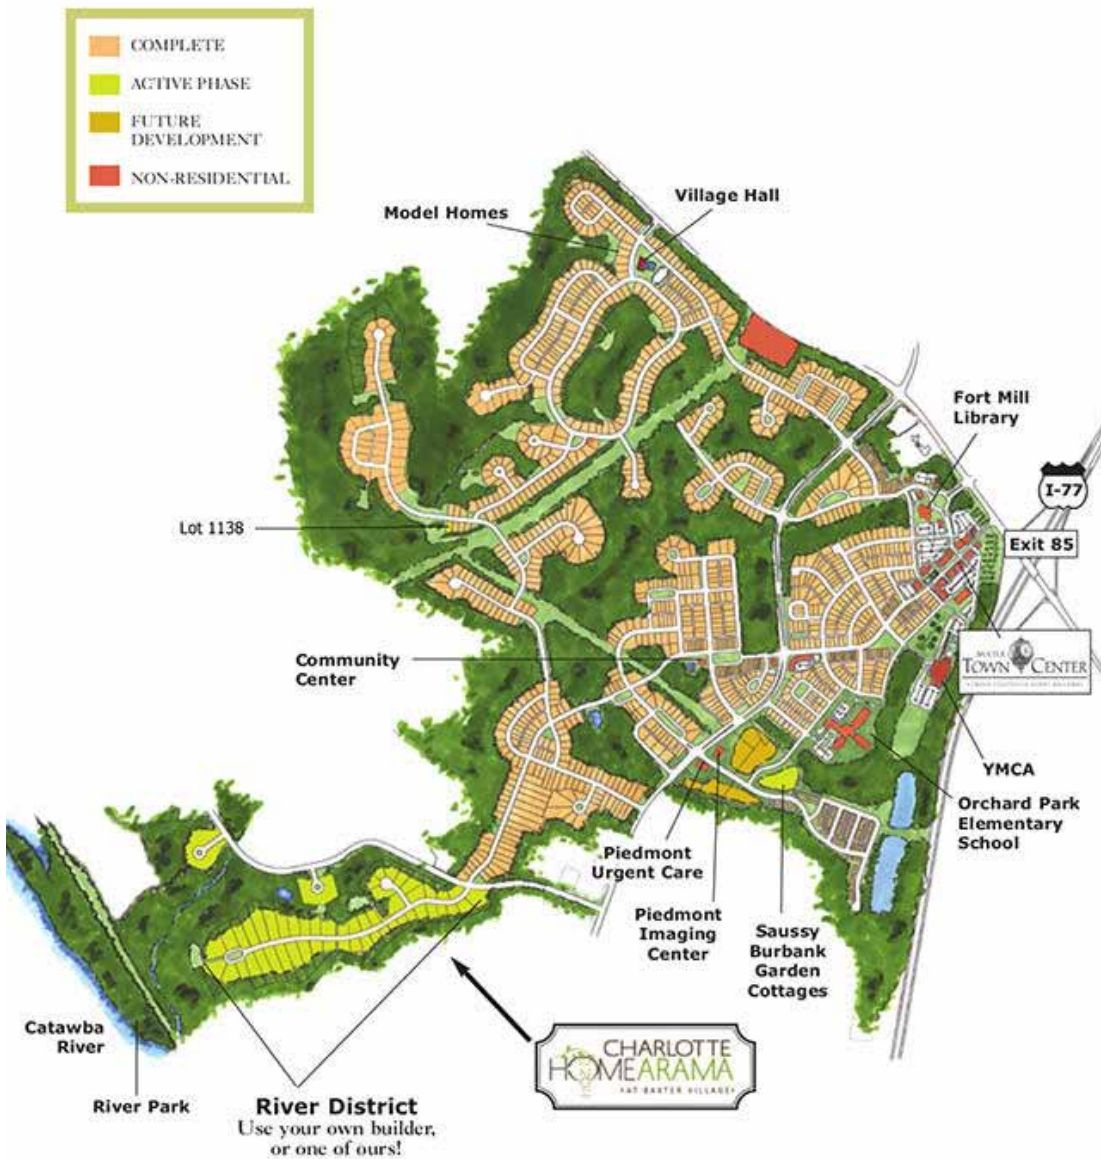 COMPLETE
ACTIVE PHASE
FUTURE
DEVELOPMENT
NON-RESIDENTIAL
Model Homes
Village Hall
Fort Mill
Library
I-77
Exit 85
Lot 1138
BAXTER
TOWN CENTER
Community
Center
YMCA
Orchard Park
Elementary
School
Piedmont
Urgent Care
Piedmont
Imaging
Center
Saussy
Burbank
Garden
Cottages
Catawba
River
River Park
River District
Use your own builder,
or one of ours!
CHARLOTTE
HOMEARAMA
•AT BAXTER VILLAGE•